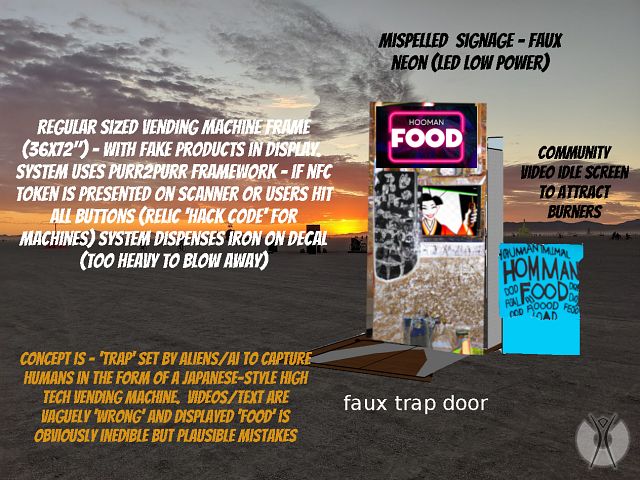 MISPELLED SIGNAGE - FAUX
NEON (LED LOW POWER)
REGULAR SIZED VENDING MACHINE FRAME
(36X72") - WITH FAKE PRODUCTS IN DISPLAY.
SYSTEM USES PURR2PURR FRAMEWORK - IF NFC
TOKEN IS PRESENTED ON SCANNER OR USERS HIT
ALL BUTTONS (RELIC 'HACK CODE' FOR
MACHINES) SYSTEM DISPENSES IRON ON DECAL
(TOO HEAVY TO BLOW AWAY)
HOOMAN
FOOD
COMMUNITY
VIDEO IDLE SCREEN
TO ATTRACT
BURNERS
HOMMAN
FOOD
CONCEPT IS - 'TRAP' SET BY ALIENS/AI TO CAPTURE
HUMANS IN THE FORM OF A JAPANESE-STYLE HIGH
TECH VENDING MACHINE. VIDEOS/TEXT ARE
VAGUELY 'WRONG' AND DISPLAYED 'FOOD' IS
OBVIOUSLY INEDIBLE BUT PLAUSIBLE MISTAKES
faux trap door